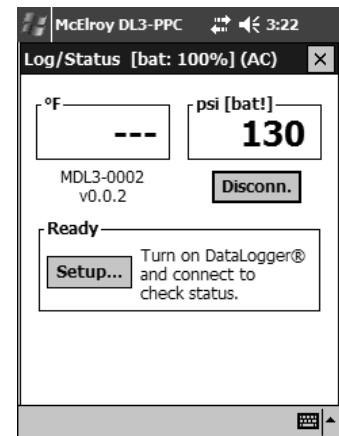 McElroy DL3-PPC 3:22
Log/Status [bat: 100%] (AC)
°F psi [bat!]
--- 130
MDL3-0002
v0.0.2
Disconn.
Ready
Setup...
Turn on DataLogger®
and connect to
check status.